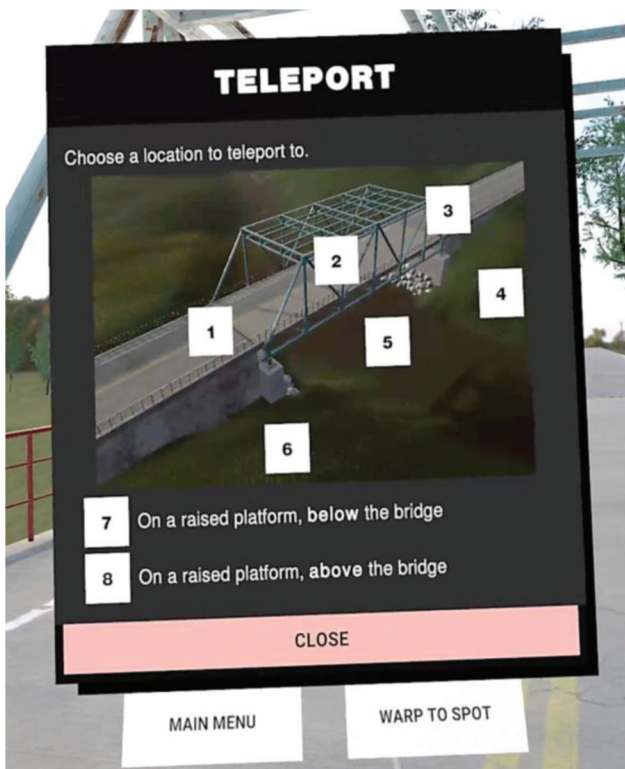 TELEPORT
Choose a location to teleport to.
3
2
4
1
5
6
7 On a raised platform, below the bridge
8 On a raised platform, above the bridge
CLOSE
MAIN MENU
WARP TO SPOT